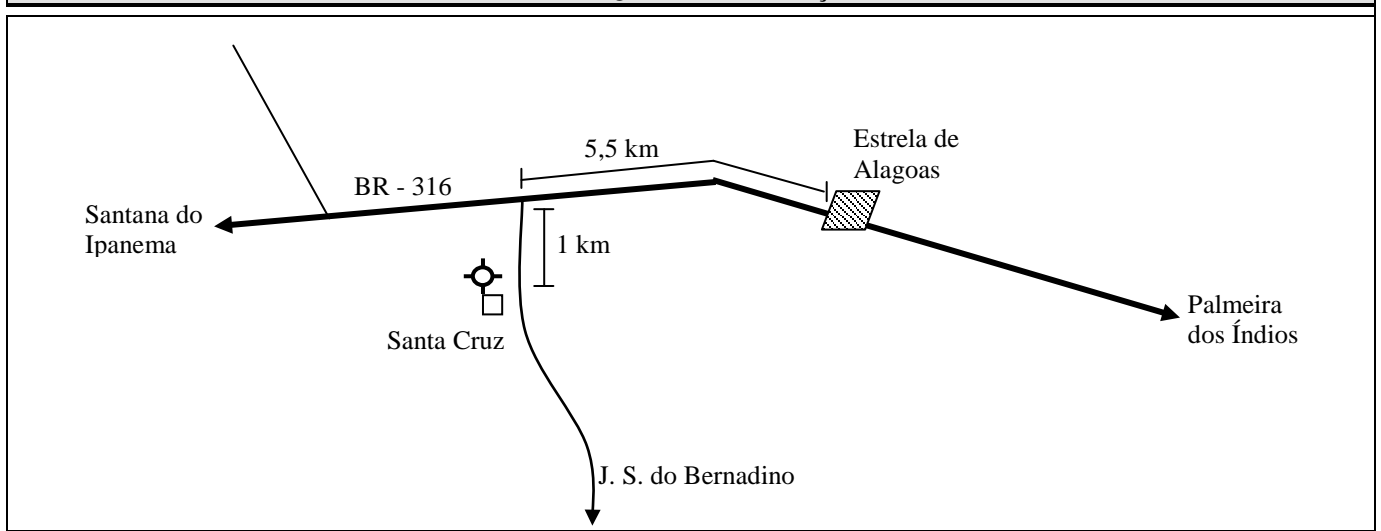 5,5 km
Estrela de
Alagoas
BR - 316
Santana do
Ipanema
1 km
Santa Cruz
Palmeira
dos Índios
J. S. do Bernadino